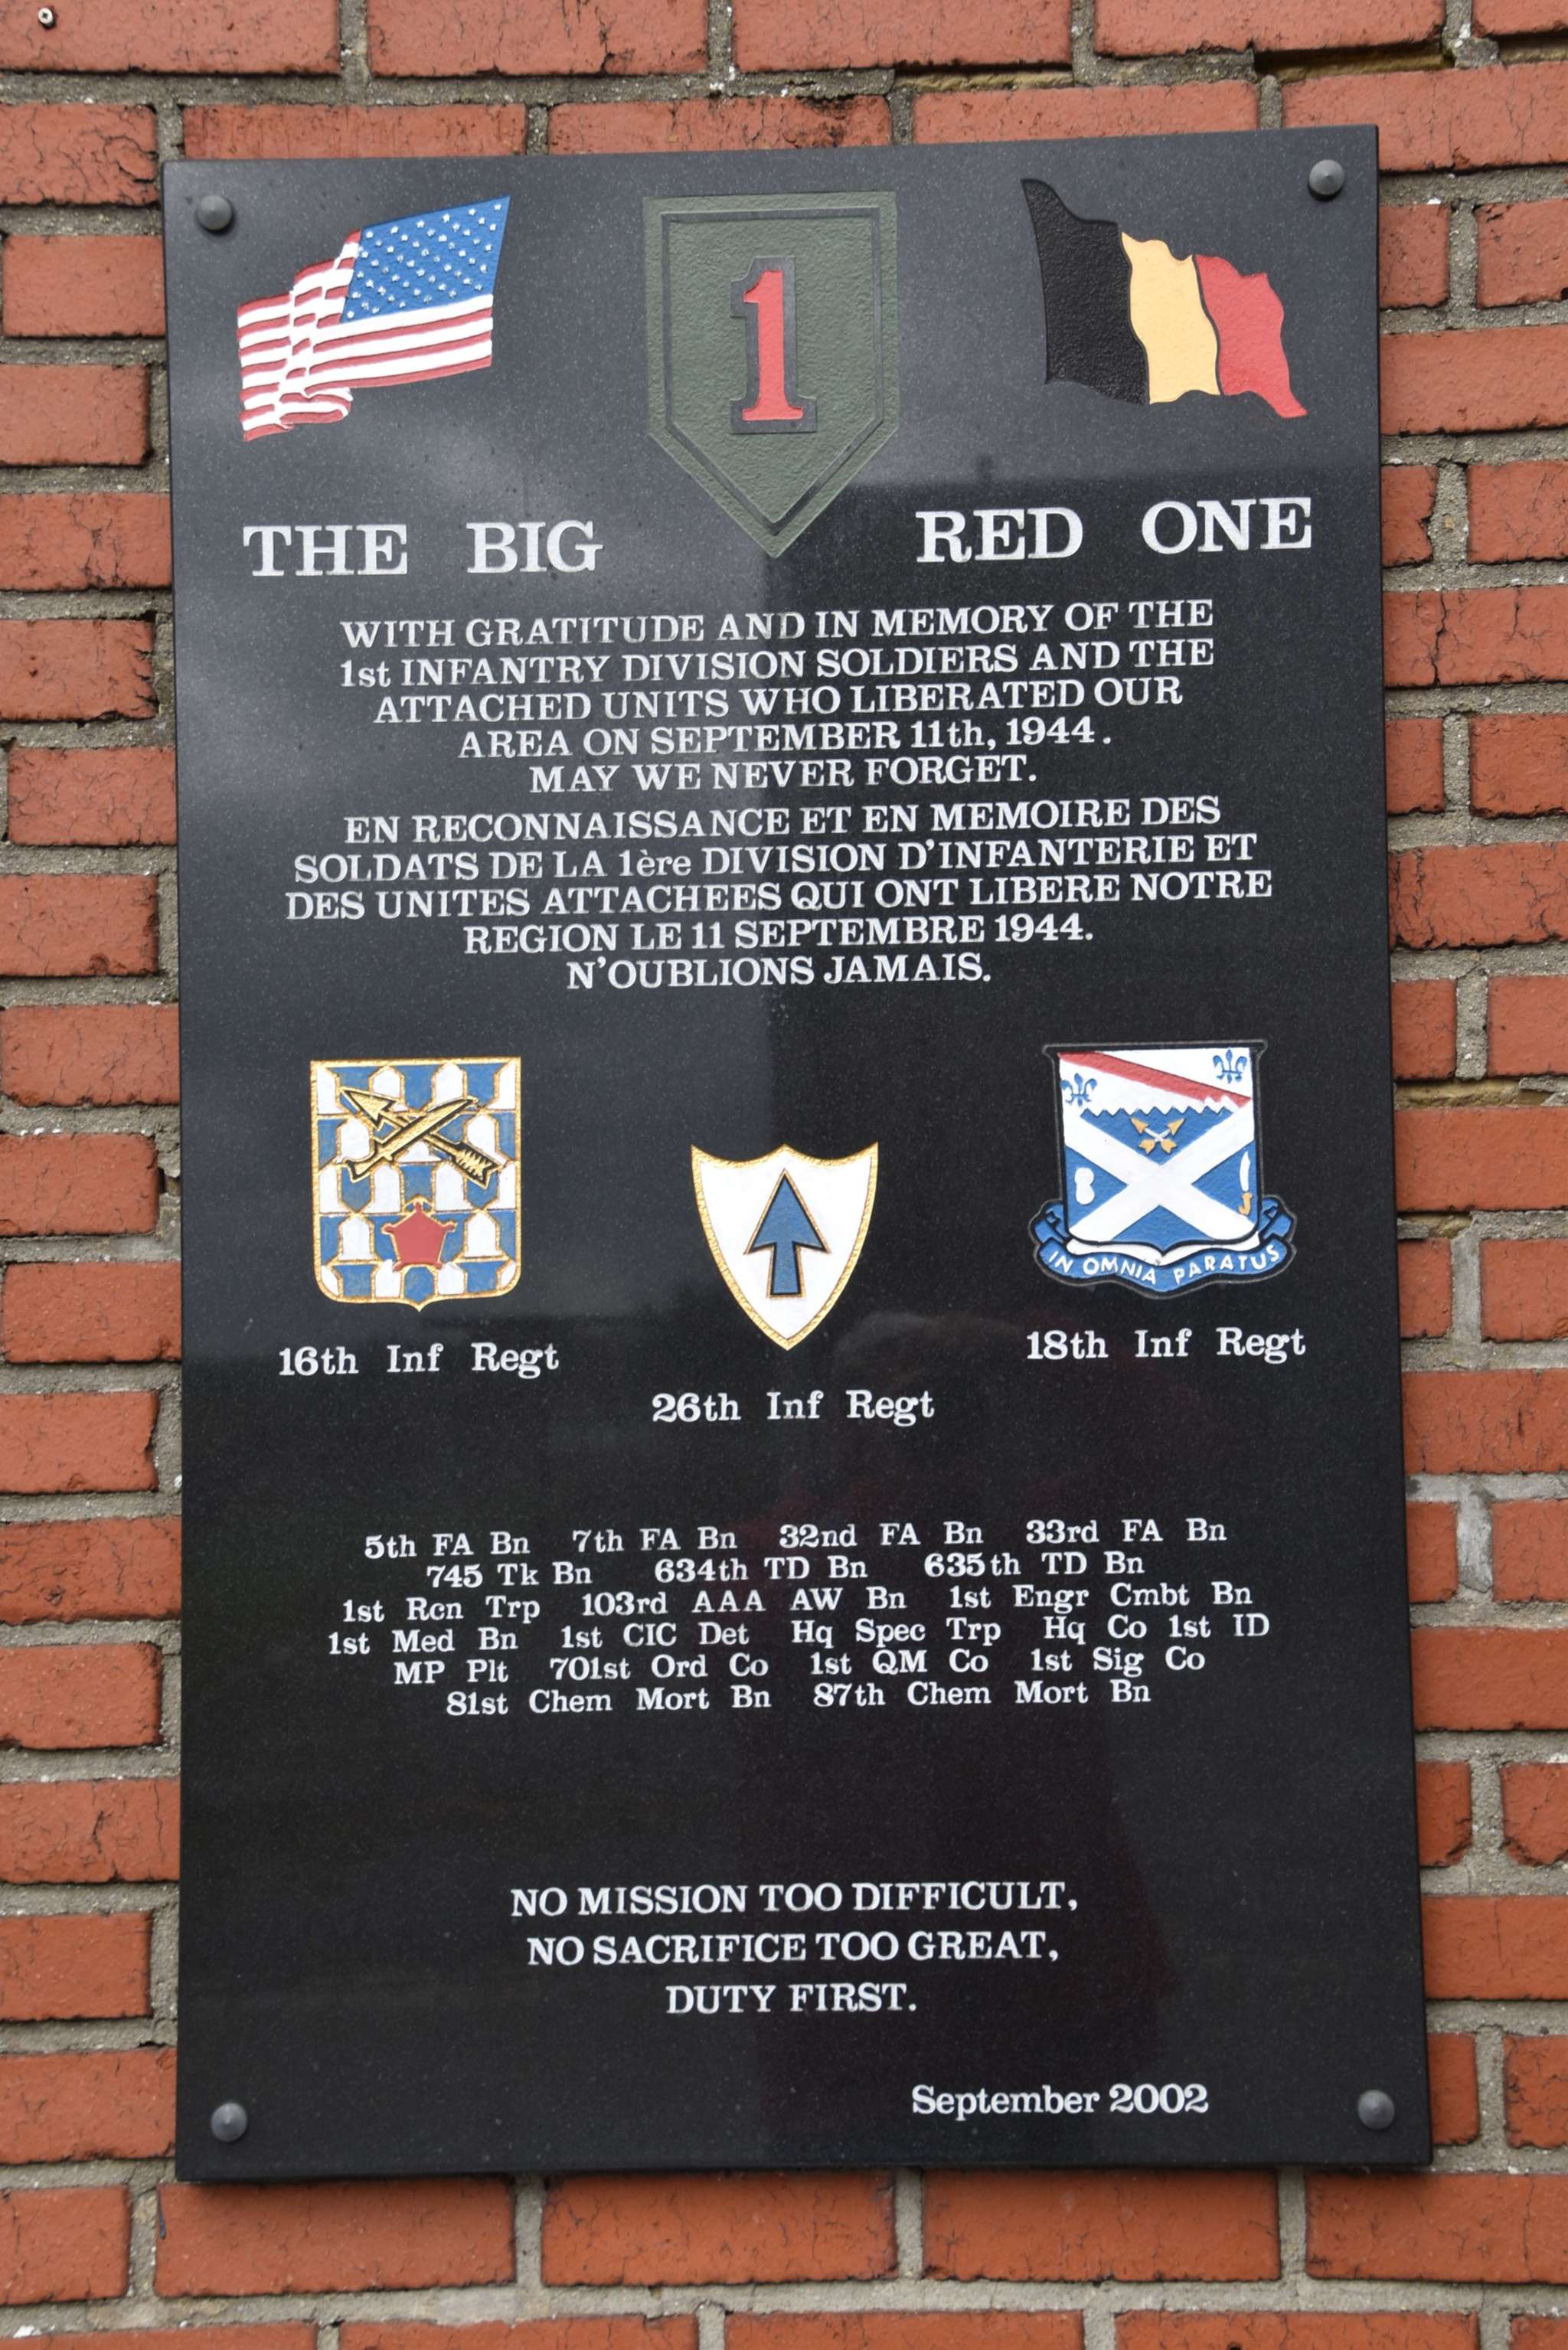 1
THE BIG RED ONE
WITH GRATITUDE AND IN MEMORY OF THE
1st INFANTRY DIVISION SOLDIERS AND THE
ATTACHED UNITS WHO LIBERATED OUR
AREA ON SEPTEMBER 11th, 1944.
MAY WE NEVER FORGET.
EN RECONNAISSANCE ET EN MEMOIRE DES
SOLDATS DE LA 1ère DIVISION D'INFANTERIE ET
DES UNITES ATTACHEES QUI ONT LIBERE NOTRE
REGION LE 11 SEPTEMBRE 1944.
N'OUBLIONS JAMAIS.
IN OMNIA PARATUS
16th Inf Regt
26th Inf Regt
18th Inf Regt
5th FA Bn 7th FA Bn 32nd FA Bn 33rd FA Bn
745 Tk Bn 634th TD Bn 635th TD Bn
1st Rcn Trp 103rd AAA AW Bn 1st Engr Cmbt Bn
1st Med Bn 1st CIC Det Hq Spec Trp Hq Co 1st ID
MP Plt 701st Ord Co 1st QM Co 1st Sig Co
81st Chem Mort Bn 87th Chem Mort Bn
NO MISSION TOO DIFFICULT,
NO SACRIFICE TOO GREAT,
DUTY FIRST.
September 2002